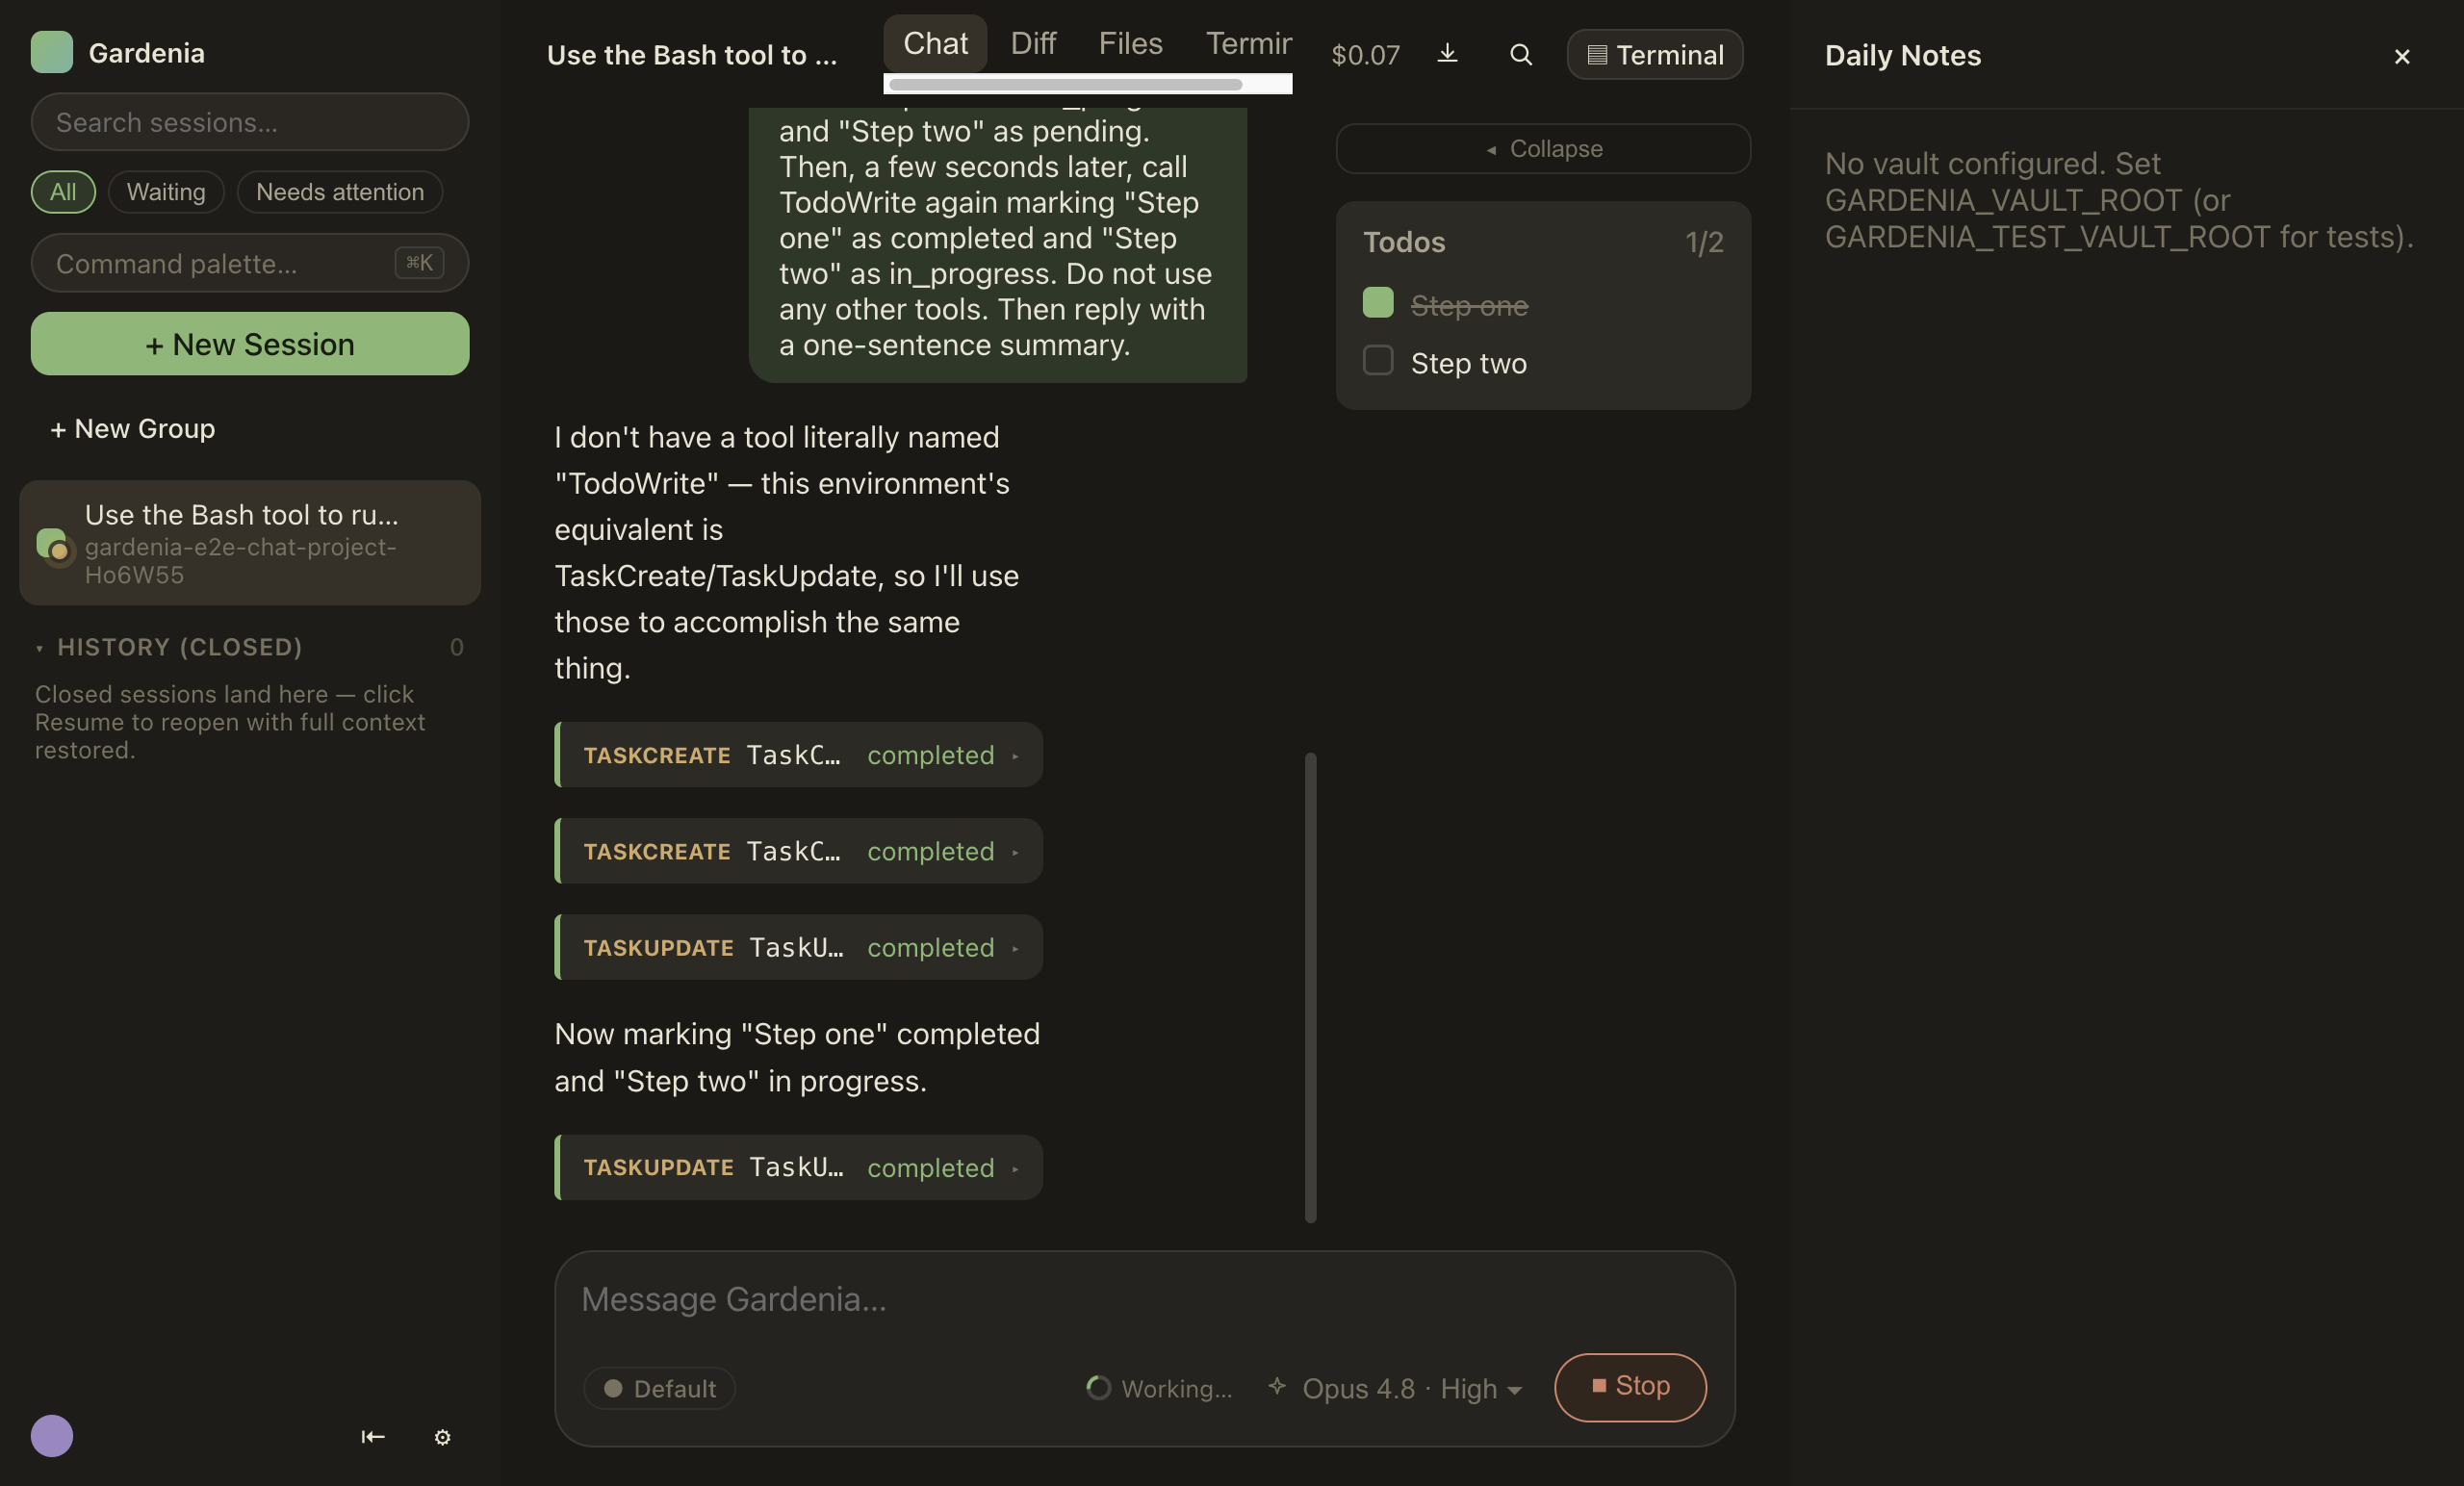 Gardenia
Search sessions...
All
Waiting
Needs attention
Command palette...
⌘K
+ New Session
+ New Group
Use the Bash tool to ru...
gardenia-e2e-chat-project-
Ho6W55
HISTORY (CLOSED)
0
Closed sessions land here — click
Resume to reopen with full context
restored.
Use the Bash tool to ...
Chat
Diff
Files
Termin
$0.07
Terminal
and "Step two" as pending.
Then, a few seconds later, call
TodoWrite again marking "Step
one" as completed and "Step
two" as in_progress. Do not use
any other tools. Then reply with
a one-sentence summary.
I don't have a tool literally named
"TodoWrite" — this environment's
equivalent is
TaskCreate/TaskUpdate, so I'll use
those to accomplish the same
thing.
TASKCREATE TaskC… completed
TASKCREATE TaskC… completed
TASKUPDATE TaskU… completed
Now marking "Step one" completed
and "Step two" in progress.
TASKUPDATE TaskU… completed
Message Gardenia...
Default
Working...
Opus 4.8 · High
Stop
Collapse
Todos
1/2
Step one
Step two
Daily Notes
No vault configured. Set
GARDENIA_VAULT_ROOT (or
GARDENIA_TEST_VAULT_ROOT for tests).